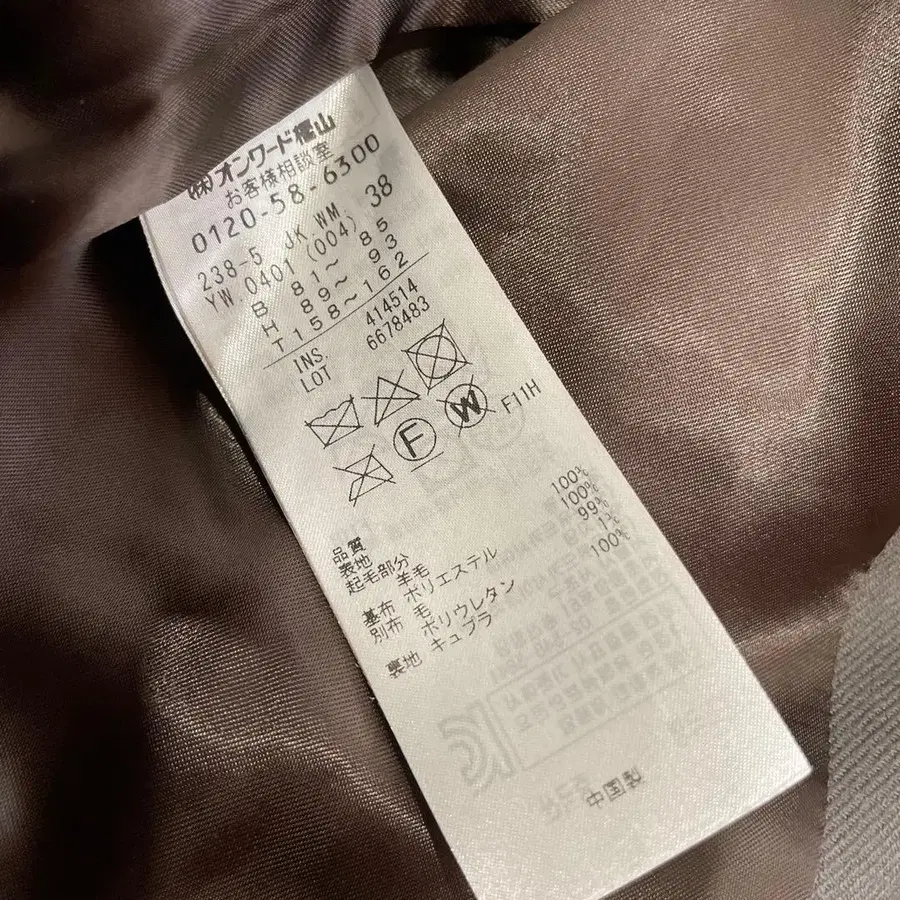 ㈱オンワード樫山
お客様相談室
0120-58-6300
238-5 JK WM 38
YW.0401 (004)
B 81～ 85
H 89～ 93
T158～162
INS. 414514
LOT 6678483
F W F11H
品質
表地
起毛部分
羊毛 100%
基布 ポリエステル 100%
別布 毛 99%
ポリウレタン 1%
裏地 キュプラ 100%
中国製